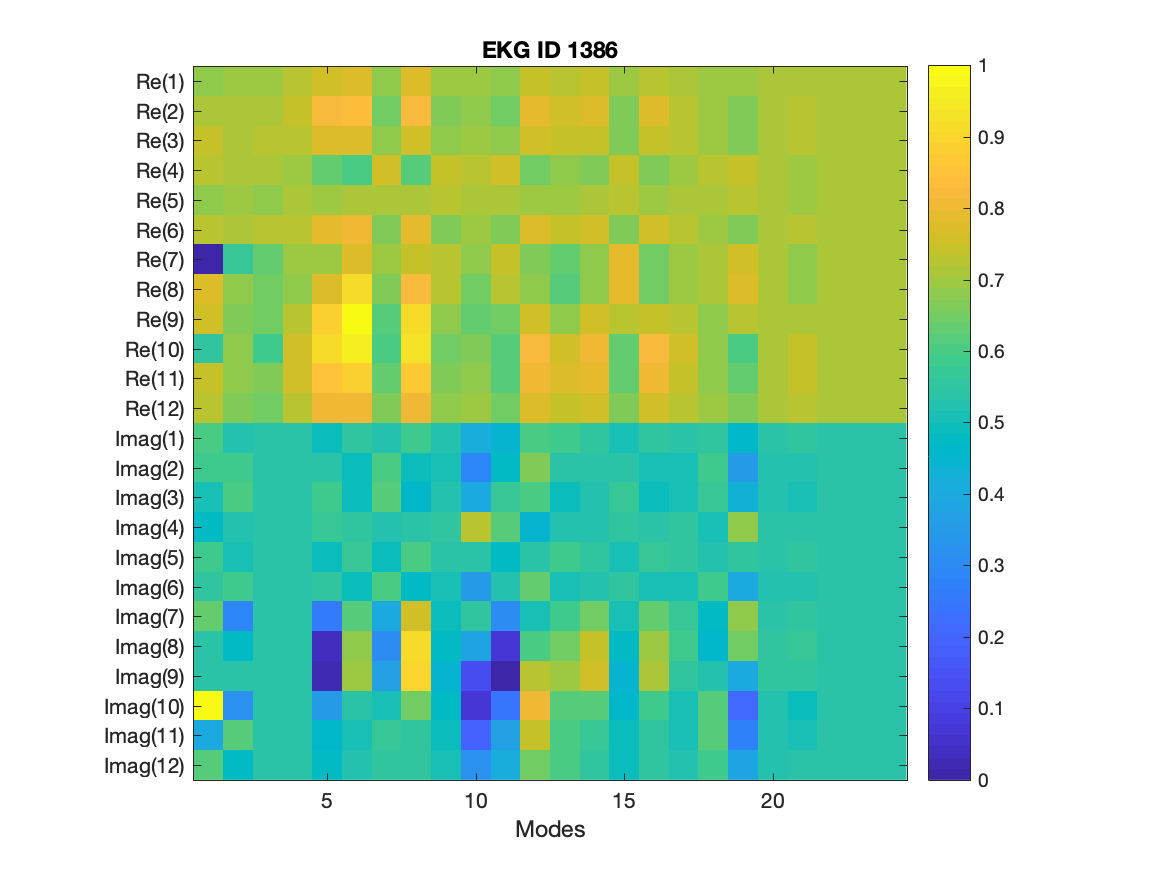 EKG ID 1386
Re(1)
Re(2)
Re(3)
Re(4)
Re(5)
Re(6)
Re(7)
Re(8)
Re(9)
Re(10)
Re(11)
Re(12)
Imag(1)
Imag(2)
Imag(3)
Imag(4)
Imag(5)
Imag(6)
Imag(7)
Imag(8)
Imag(9)
Imag(10)
Imag(11)
Imag(12)
5 10 15 20
Modes
1
0.9
0.8
0.7
0.6
0.5
0.4
0.3
0.2
0.1
0